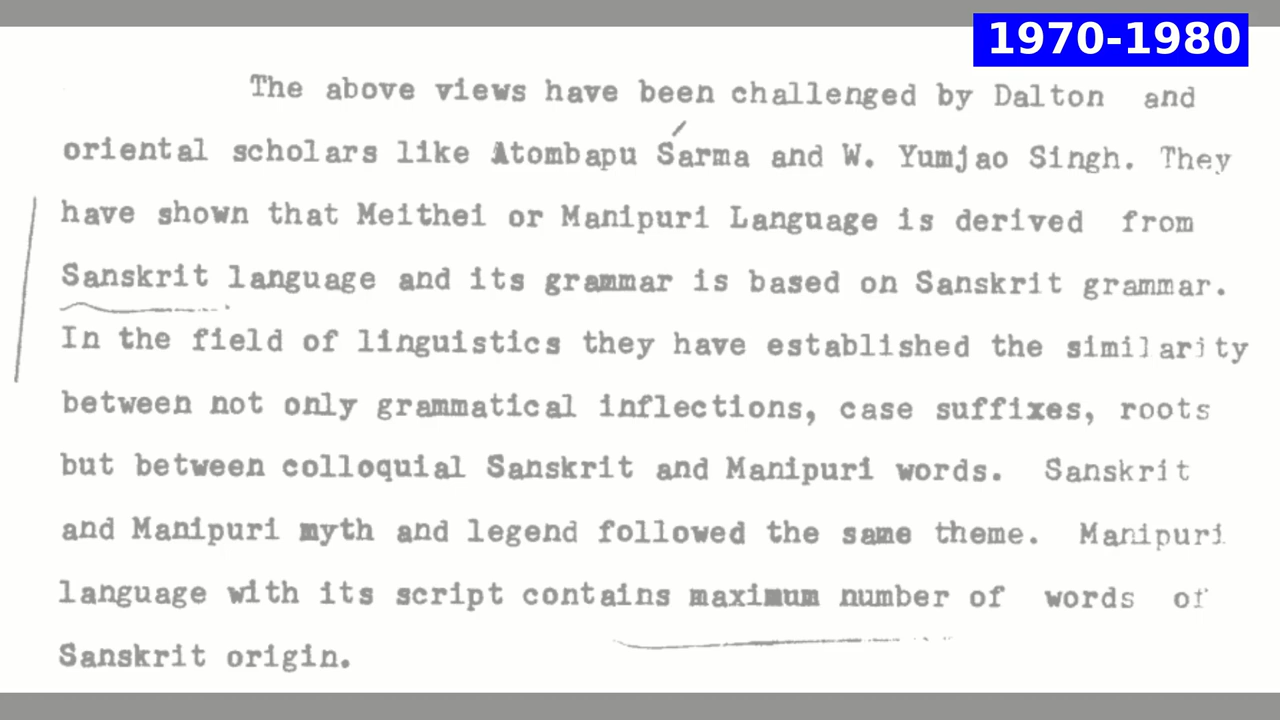 1970-1980
The above views have been challenged by Dalton and
oriental scholars like Atombapu Śarma and W. Yumjao Singh. They
have shown that Meithei or Manipuri Language is derived from
Sanskrit language and its grammar is based on Sanskrit grammar.
In the field of linguistics they have established the similarity
between not only grammatical inflections, case suffixes, roots
but between colloquial Sanskrit and Manipuri words. Sanskrit
and Manipuri myth and legend followed the same theme. Manipuri
language with its script contains maximum number of words of
Sanskrit origin.